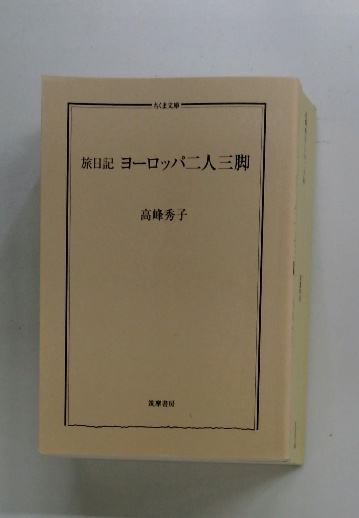 ちくま文庫
旅日記 ヨーロッパ二人三脚
高峰秀子
筑摩書房